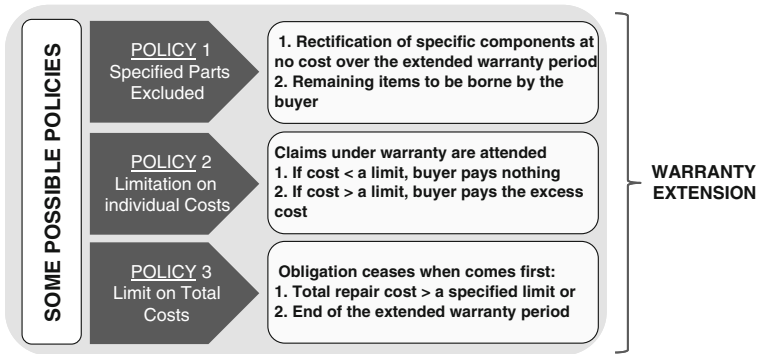 SOME POSSIBLE POLICIES
POLICY 1
Specified Parts
Excluded
1. Rectification of specific components at
no cost over the extended warranty period
2. Remaining items to be borne by the
buyer
POLICY 2
Limitation on
individual Costs
Claims under warranty are attended
1. If cost < a limit, buyer pays nothing
2. If cost > a limit, buyer pays the excess
cost
POLICY 3
Limit on Total
Costs
Obligation ceases when comes first:
1. Total repair cost > a specified limit or
2. End of the extended warranty period
WARRANTY
EXTENSION